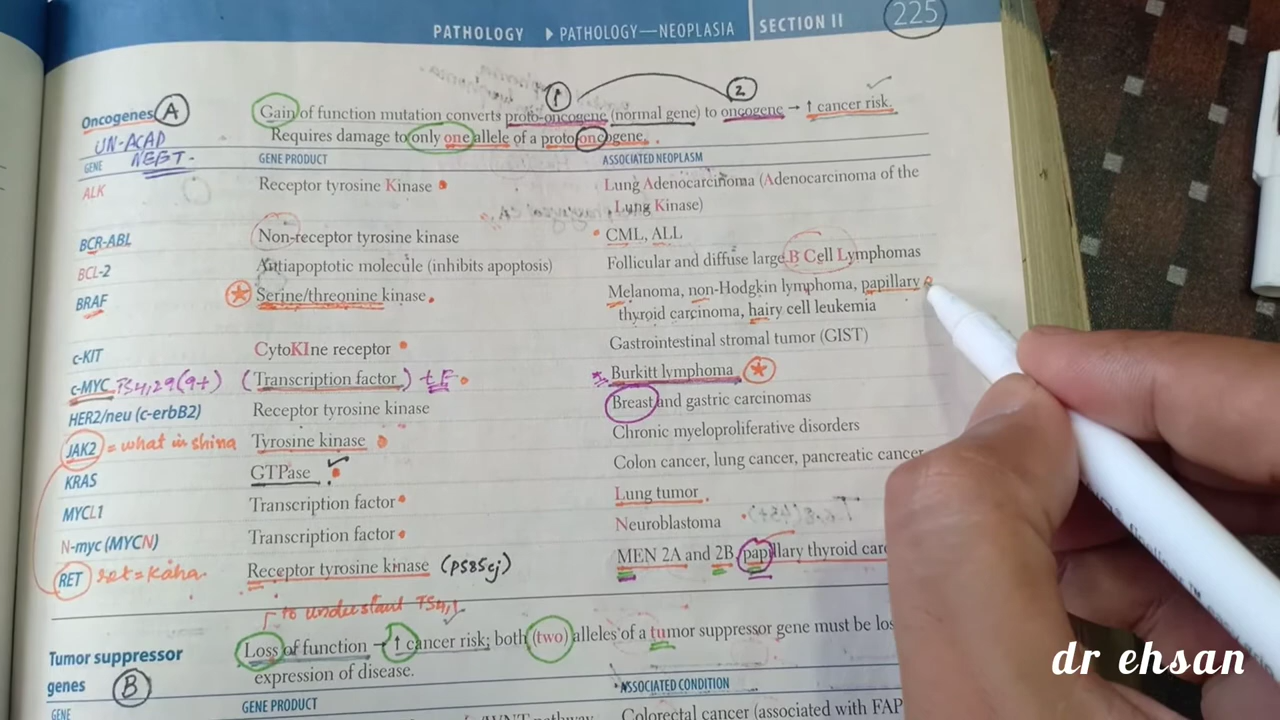 PATHOLOGY ▶ PATHOLOGY—NEOPLASIA SECTION II 225
Oncogenes A
UN-ACAD
NEBT-
Gain of function mutation converts proto-oncogene (normal gene) to oncogene → ↑ cancer risk.
1 2
Requires damage to only one allele of a proto-oncogene.
GENE GENE PRODUCT ASSOCIATED NEOPLASM
ALK Receptor tyrosine Kinase Lung Adenocarcinoma (Adenocarcinoma of the
Lung Kinase)
BCR-ABL Non-receptor tyrosine kinase CML, ALL
BCL-2 Antiapoptotic molecule (inhibits apoptosis) Follicular and diffuse large B Cell Lymphomas
BRAF Serine/threonine kinase Melanoma, non-Hodgkin lymphoma, papillary
thyroid carcinoma, hairy cell leukemia
c-KIT CytoKIne receptor Gastrointestinal stromal tumor (GIST)
c-MYC (Transcription factor) tF Burkitt lymphoma
HER2/neu (c-erbB2) Receptor tyrosine kinase Breast and gastric carcinomas
JAK2 = what in shina Tyrosine kinase Chronic myeloproliferative disorders
KRAS GTPase Colon cancer, lung cancer, pancreatic cancer
MYCL1 Transcription factor Lung tumor
N-myc (MYCN) Transcription factor Neuroblastoma
RET ret = Kaha. Receptor tyrosine kinase MEN 2A and 2B, papillary thyroid
to understant
Tumor suppressor
genes B
Loss of function → ↑ cancer risk; both (two) alleles of a tumor suppressor gene must be
expression of disease.
GENE GENE PRODUCT ASSOCIATED CONDITION
pathway Colorectal cancer (associated with FAP
dr ehsan